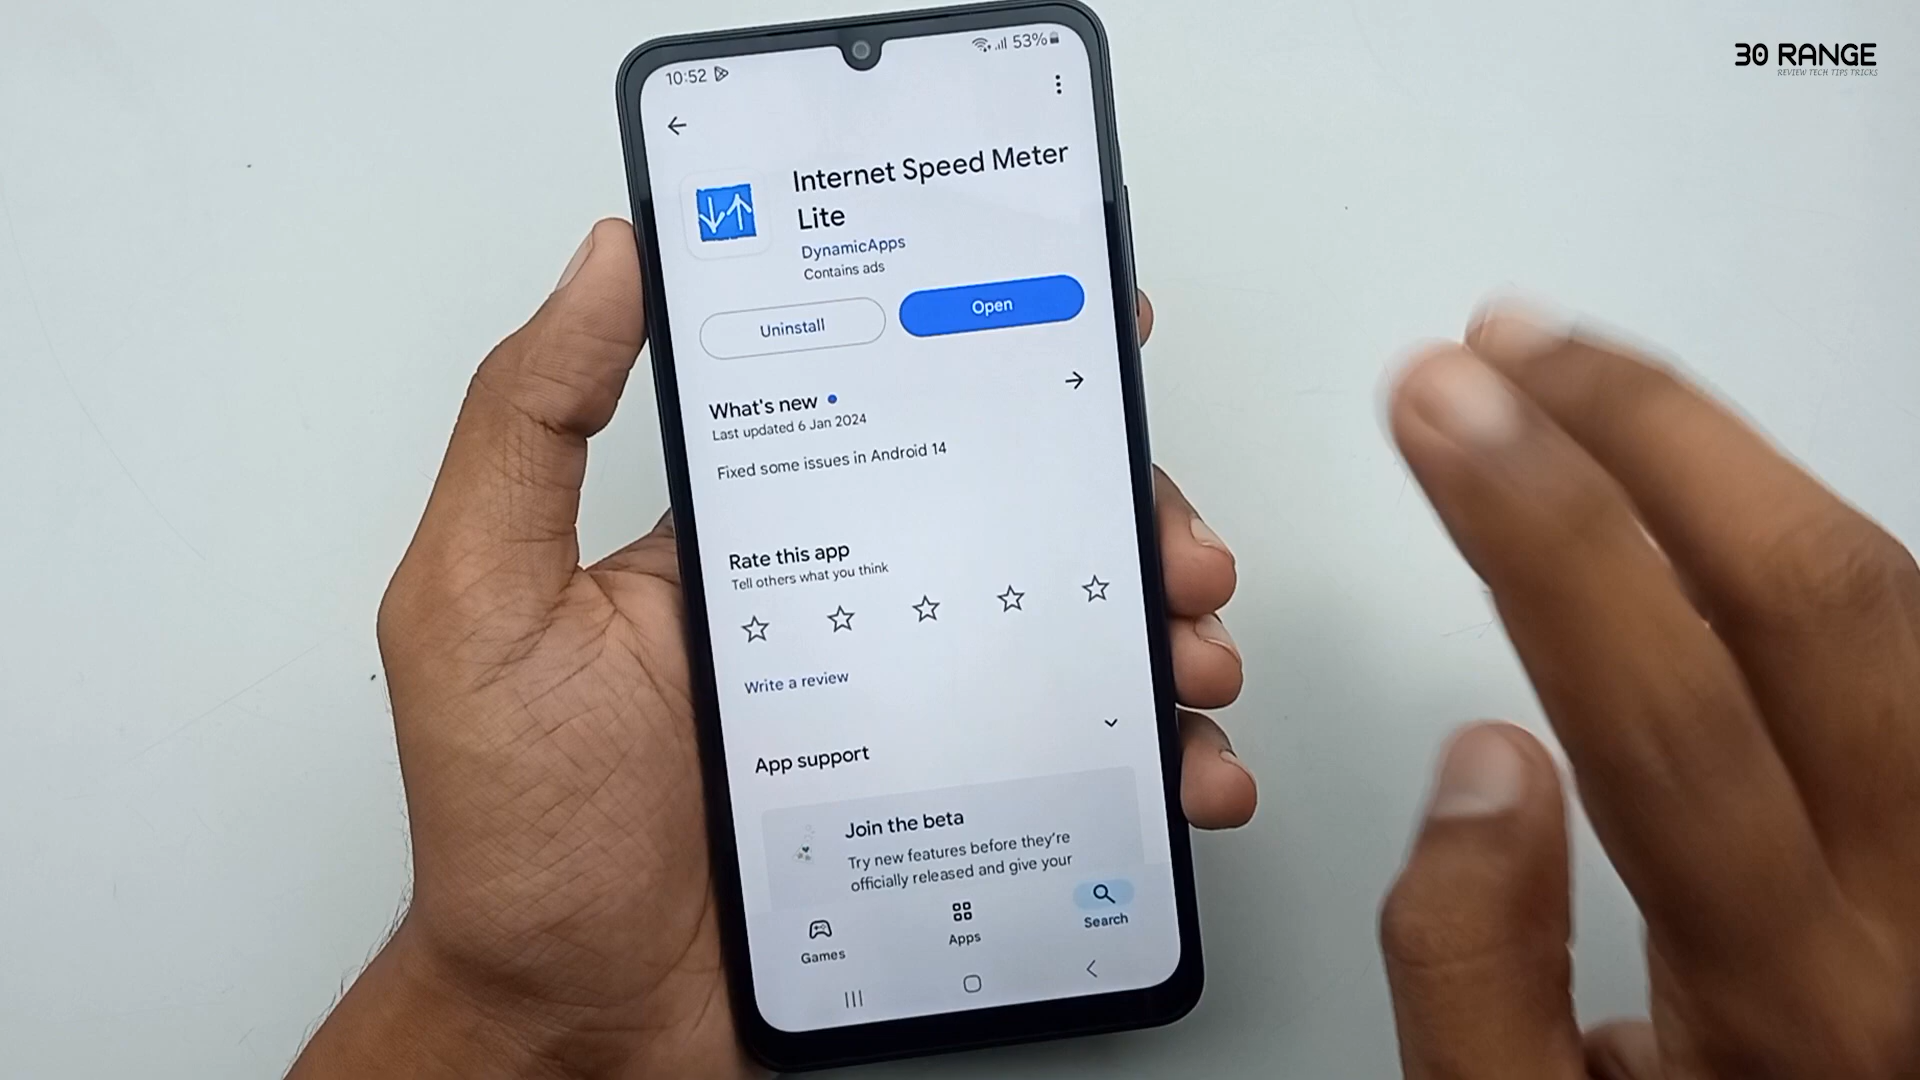 30 RANGE
REVIEW TECH TIPS TRICKS
10:52
53%
Internet Speed Meter
Lite
DynamicApps
Contains ads
Uninstall
Open
What's new
Last updated 6 Jan 2024
Fixed some issues in Android 14
Rate this app
Tell others what you think
Write a review
App support
Join the beta
Try new features before they're
officially released and give your
Games
Apps
Search